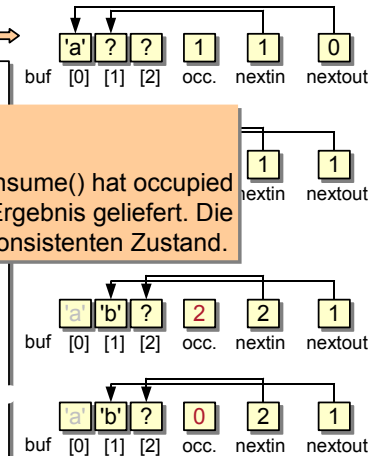 'a' ? ? 1 1 0
buf [0] [1] [2] occ. nextin nextout
1 1
nsume() hat occupied
nextin nextout
Ergebnis geliefert. Die
onsistenten Zustand.
'a' 'b' ? 2 2 1
buf [0] [1] [2] occ. nextin nextout
'a' 'b' ? 0 2 1
buf [0] [1] [2] occ. nextin nextout